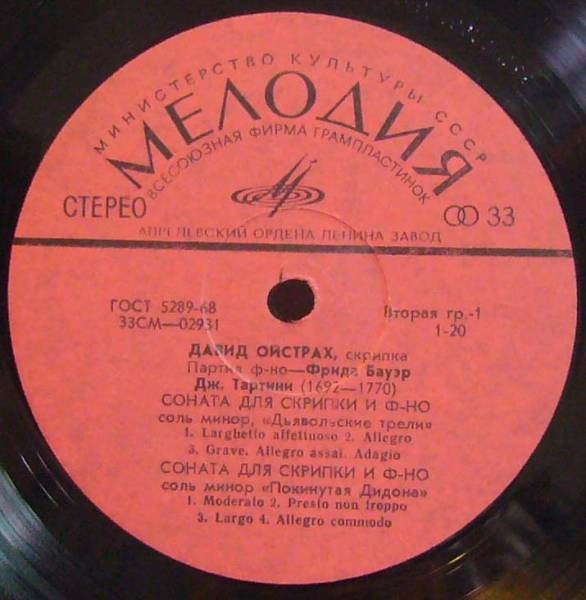 МИНИСТЕРСТВО КУЛЬТУРЫ СССР
МЕЛОДИЯ
ВСЕСОЮЗНАЯ ФИРМА ГРАМПЛАСТИНОК
СТЕРЕО
33
АПРЕЛЕВСКИЙ ОРДЕНА ЛЕНИНА ЗАВОД
ГОСТ 5289-68
Вторая гр.-1
33СМ—02931
1-20
ДАВИД ОЙСТРАХ, скрипка
Партия ф-но—Фрида Бауэр
Дж. Тартини (1692—1770)
СОНАТА ДЛЯ СКРИПКИ И Ф-НО
соль минор, «Дьявольские трели»
1. Larghetto affetiuoso 2. Allegro
3. Grave. Allegro assai. Adagio
СОНАТА ДЛЯ СКРИПКИ И Ф-НО
соль минор «Покинутая Дидона»
1. Moderato 2. Presto non troppo
3. Largo 4. Allegro commodo